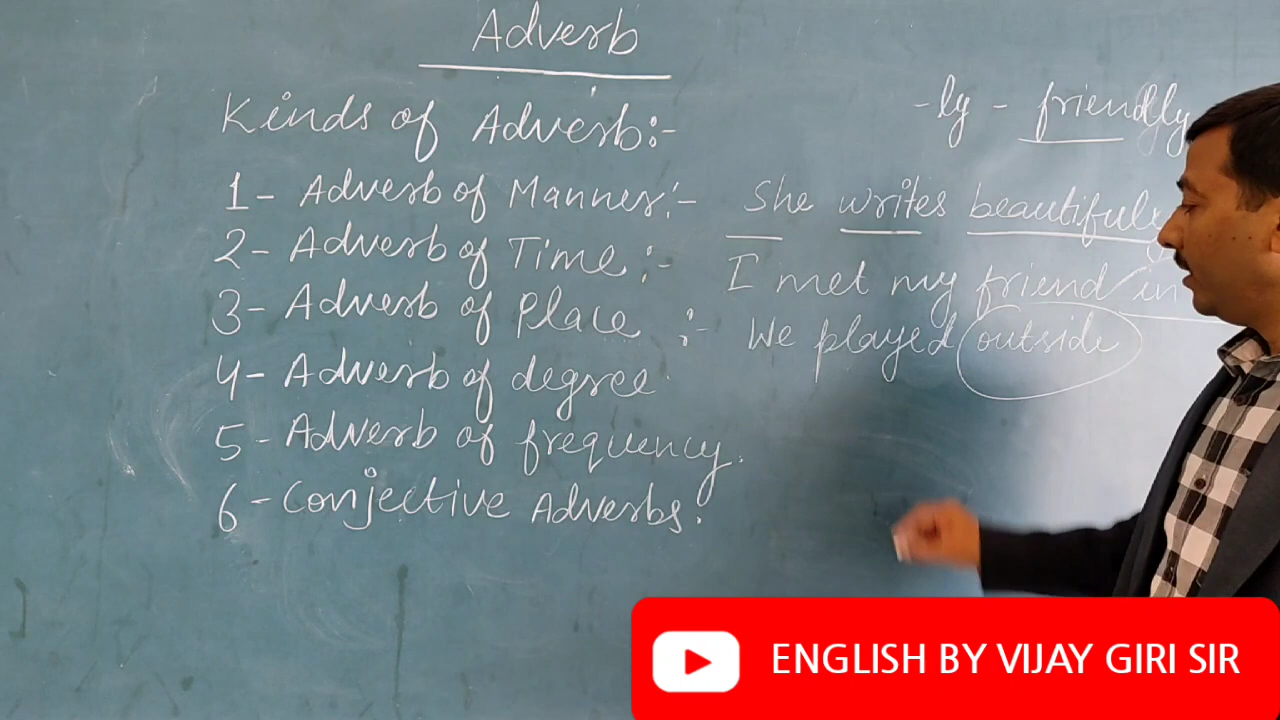 Adverb
Kinds of Adverb:-
-ly - friendly
1- Adverb of Manner:- She writes beautiful
2- Adverb of Time :- I met my friend in
3- Adverb of Place :- We played outside
4- Adverb of degree.
5- Adverb of frequency.
6- Conjective Adverbs.
ENGLISH BY VIJAY GIRI SIR